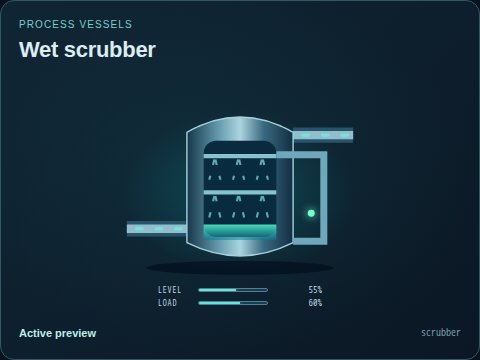 PROCESS VESSELS
Wet scrubber
LEVEL 55%
LOAD 60%
Active preview scrubber